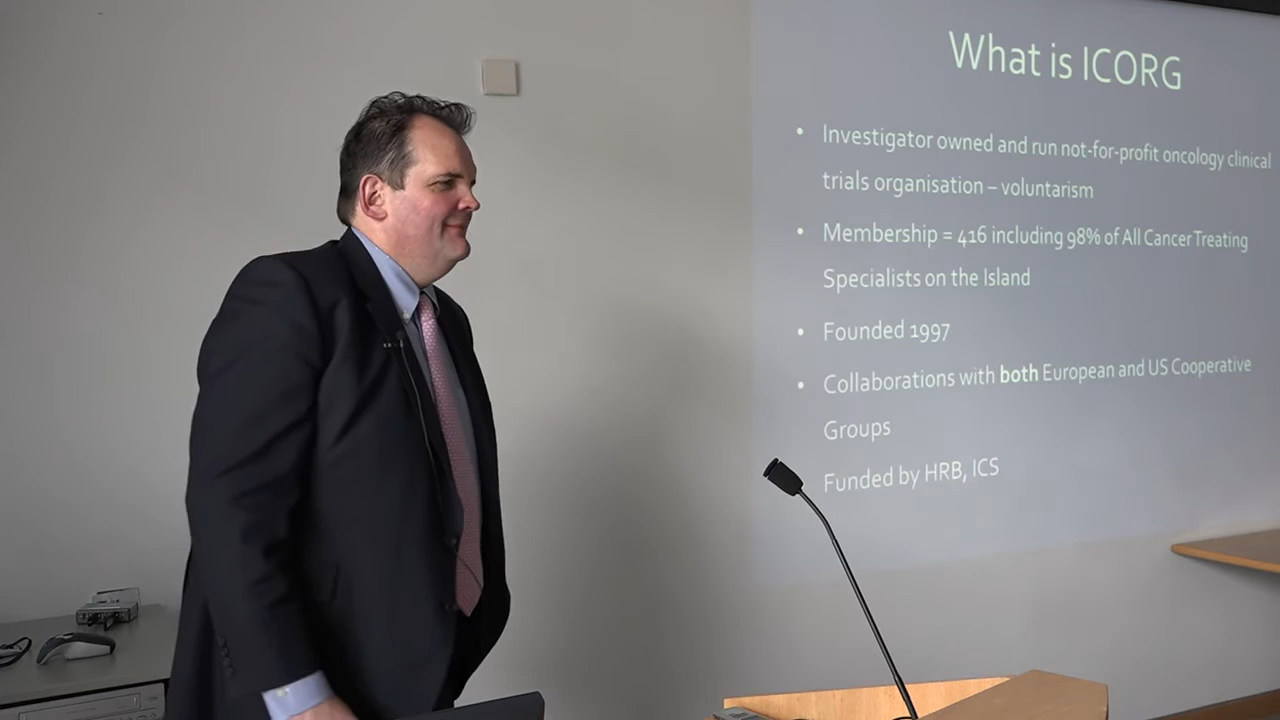 What is ICORG
• Investigator owned and run not-for-profit oncology clinical
trials organisation – voluntarism
• Membership = 416 including 98% of All Cancer Treating
Specialists on the Island
• Founded 1997
• Collaborations with both European and US Cooperative
Groups
Funded by HRB, ICS